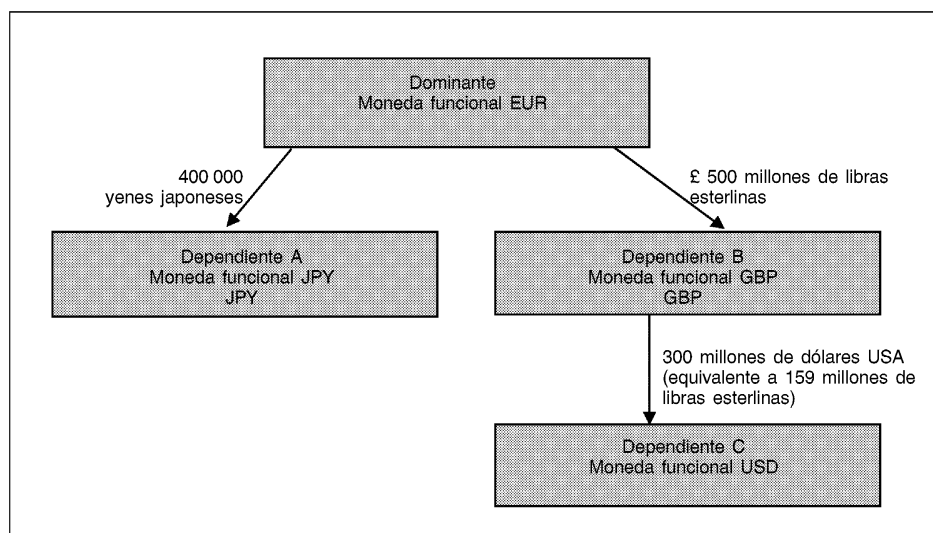 Dominante
Moneda funcional EUR
400 000
yenes japoneses
£ 500 millones de libras
esterlinas
Dependiente A
Moneda funcional JPY
JPY
Dependiente B
Moneda funcional GBP
GBP
300 millones de dólares USA
(equivalente a 159 millones de
libras esterlinas)
Dependiente C
Moneda funcional USD